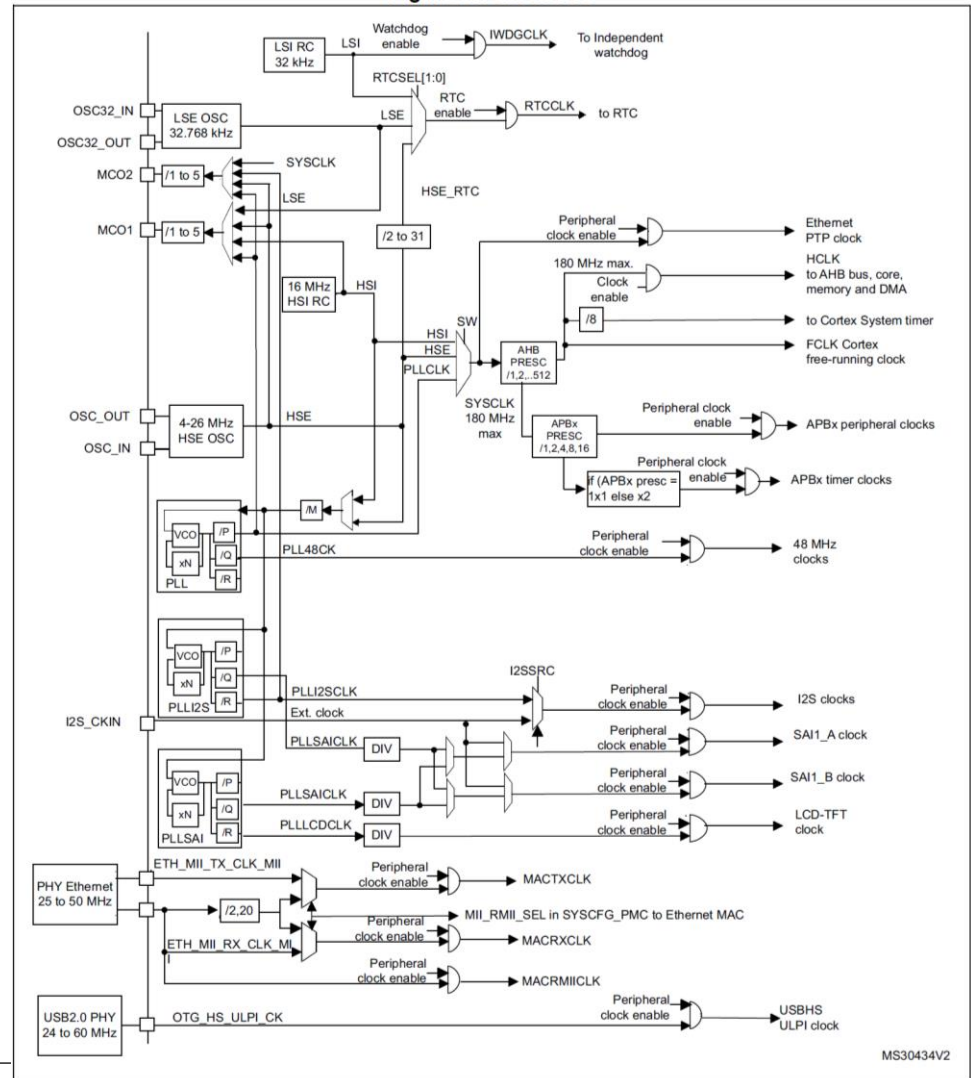 Watchdog
enable
IWDGCLK
To Independent
watchdog
LSI RC
32 kHz
LSI
RTCSEL[1:0]
RTC
enable
RTCCLK
to RTC
OSC32_IN
OSC32_OUT
LSE OSC
32.768 kHz
LSE
MCO2
/1 to 5
SYSCLK
LSE
HSE_RTC
MCO1
/1 to 5
/2 to 31
Peripheral
clock enable
Ethernet
PTP clock
16 MHz
HSI RC
HSI
180 MHz max.
Clock
enable
HCLK
to AHB bus, core,
memory and DMA
/8
to Cortex System timer
SW
HSI
HSE
PLLCLK
AHB
PRESC
/1,2,..512
FCLK Cortex
free-running clock
SYSCLK
180 MHz
max
OSC_OUT
OSC_IN
4-26 MHz
HSE OSC
HSE
APBx
PRESC
/1,2,4,8,16
Peripheral clock
enable
APBx peripheral clocks
if (APBx presc =
1x1 else x2
Peripheral clock
enable
APBx timer clocks
/M
VCO
xN
/P
/Q
/R
PLL
PLL48CK
Peripheral
clock enable
48 MHz
clocks
VCO
xN
/P
/Q
/R
PLLI2S
PLLI2SCLK
I2SSRC
Peripheral
clock enable
I2S clocks
I2S_CKIN
Ext. clock
PLLSAICLK
DIV
Peripheral
clock enable
SAI1_A clock
VCO
xN
/P
/Q
/R
PLLSAI
PLLSAICLK
DIV
Peripheral
clock enable
SAI1_B clock
PLLLCDCLK
DIV
Peripheral
clock enable
LCD-TFT
clock
PHY Ethernet
25 to 50 MHz
ETH_MII_TX_CLK_MII
Peripheral
clock enable
MACTXCLK
/2,20
MII_RMII_SEL in SYSCFG_PMC to Ethernet MAC
ETH_MII_RX_CLK_MI
I
Peripheral
clock enable
MACRXCLK
Peripheral
clock enable
MACRMIICLK
USB2.0 PHY
24 to 60 MHz
OTG_HS_ULPI_CK
Peripheral
clock enable
USBHS
ULPI clock
MS30434V2